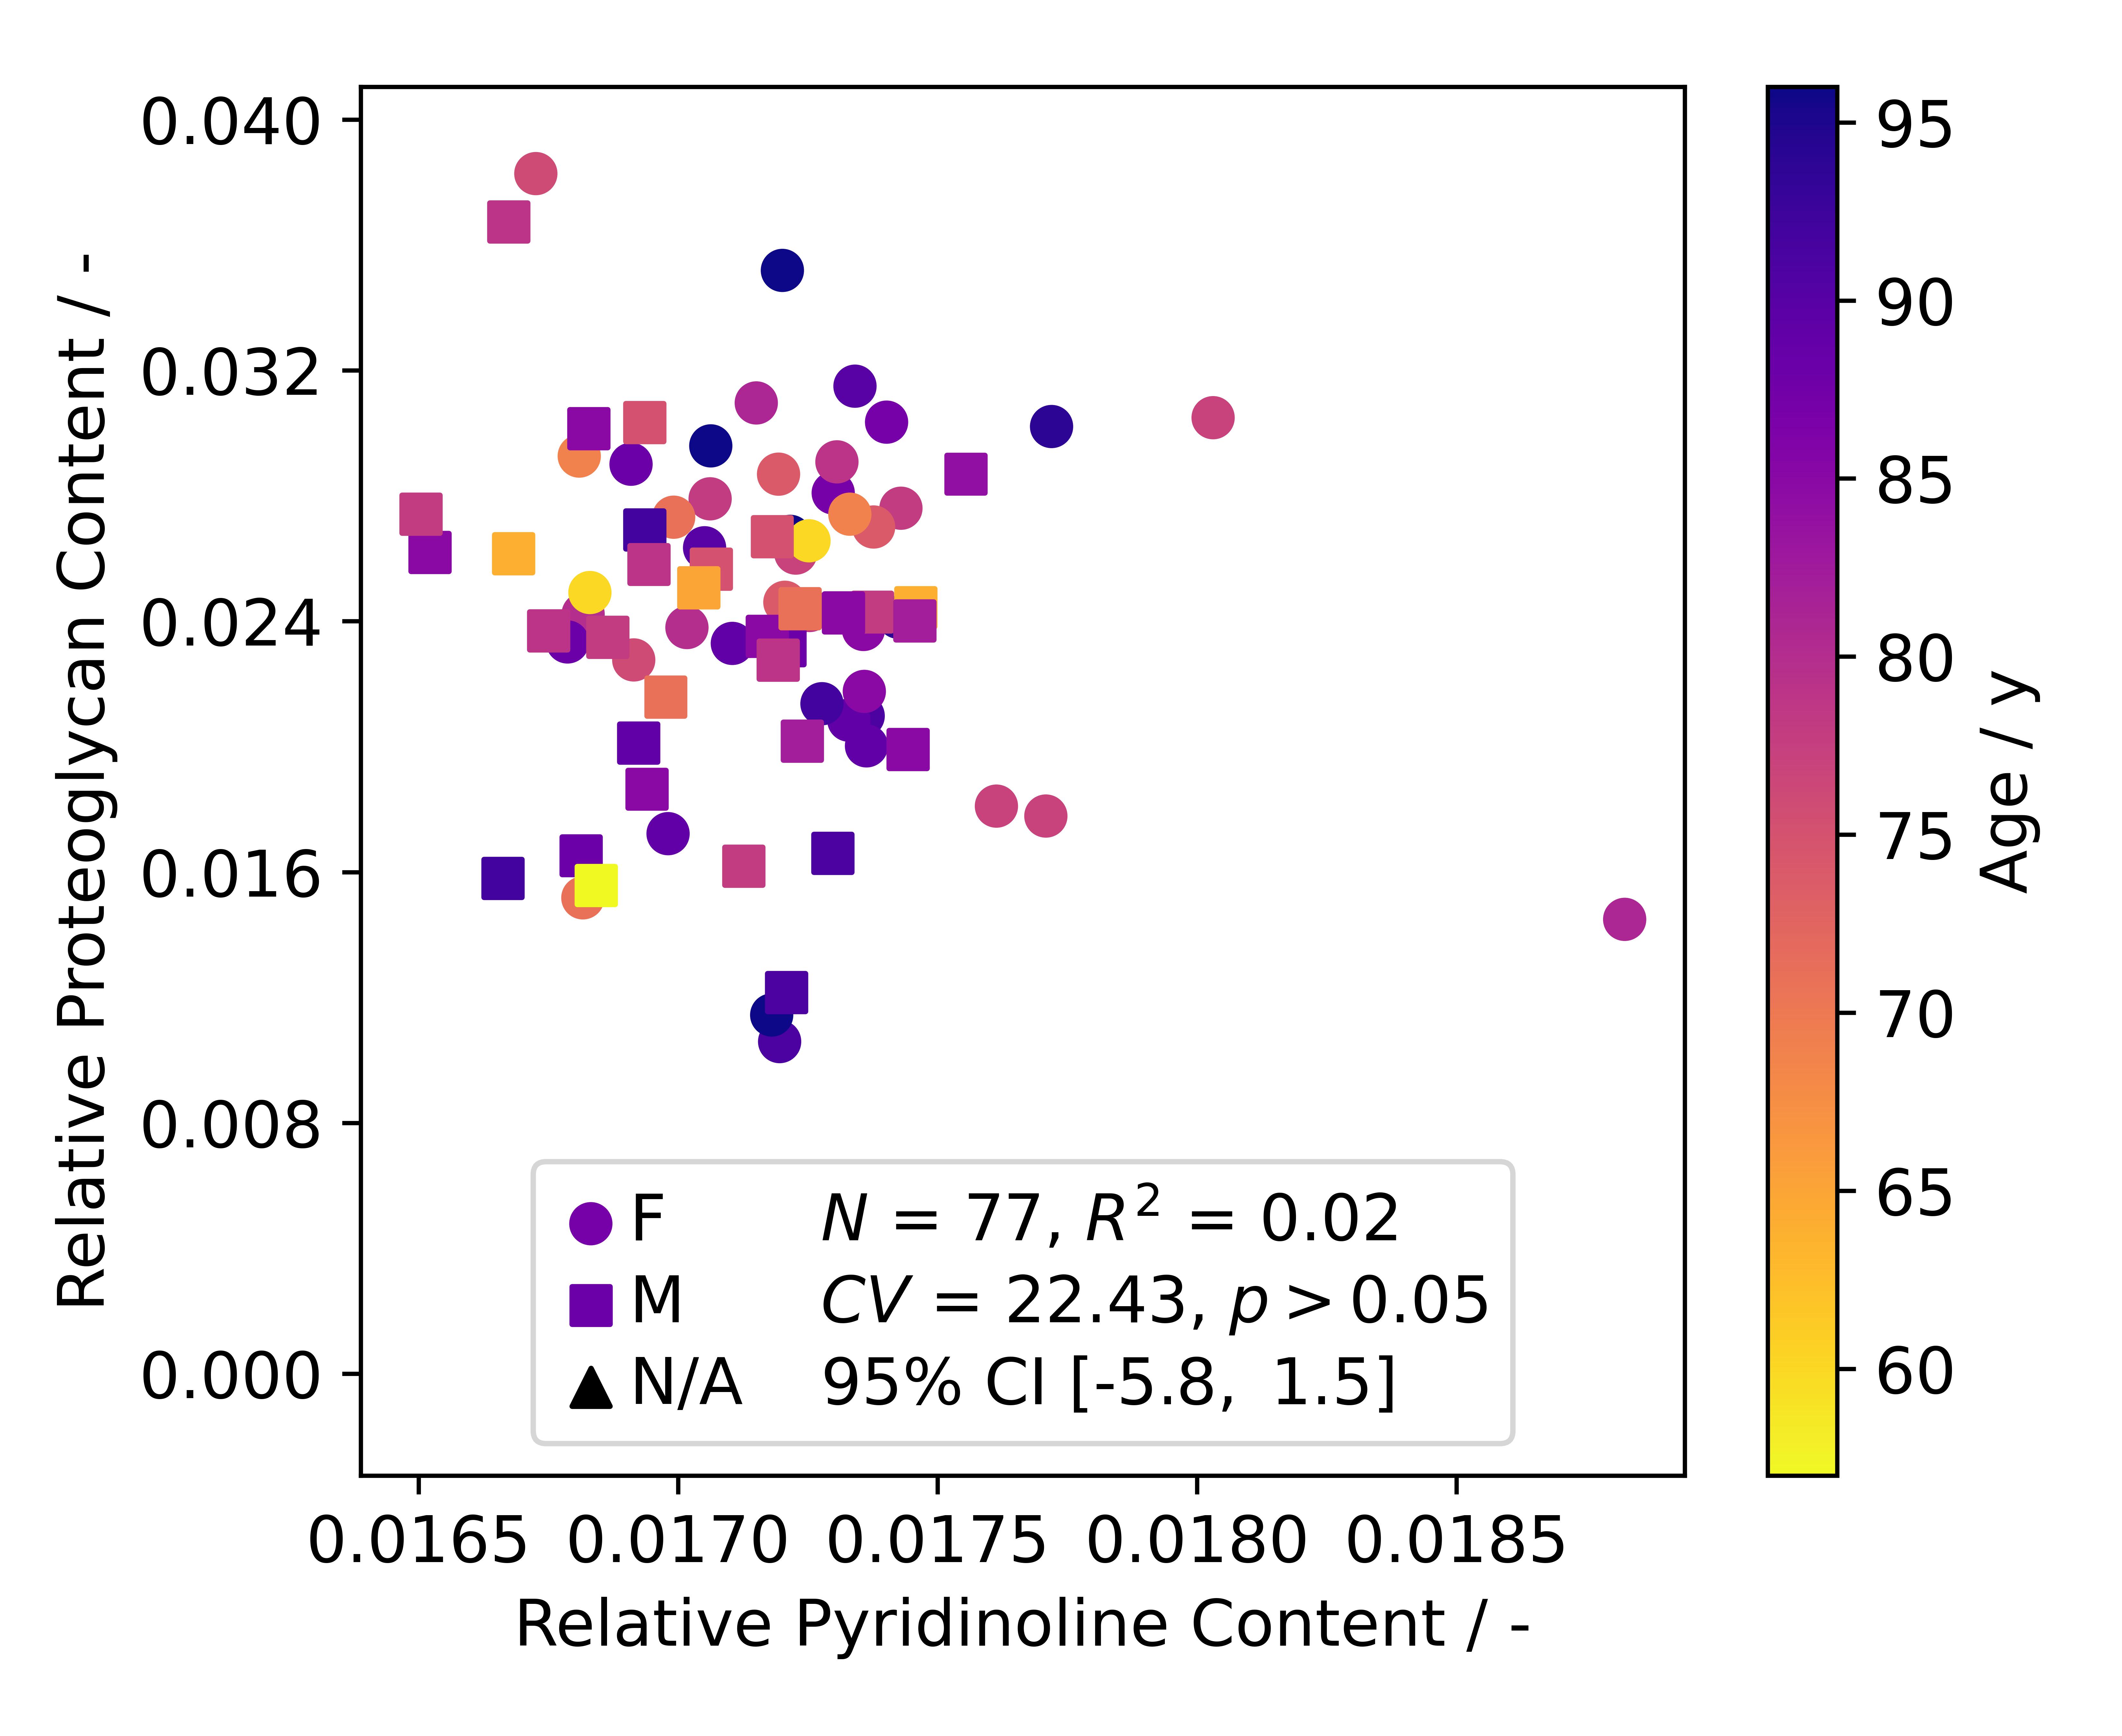 0.040
0.032
0.024
0.016
0.008
0.000
Relative Proteoglycan Content / -
F
M
N/A
N = 77, R² = 0.02
CV = 22.43, p > 0.05
95% CI [-5.8, 1.5]
0.0165 0.0170 0.0175 0.0180 0.0185
Relative Pyridinoline Content / -
95
90
85
80
75
70
65
60
Age / y